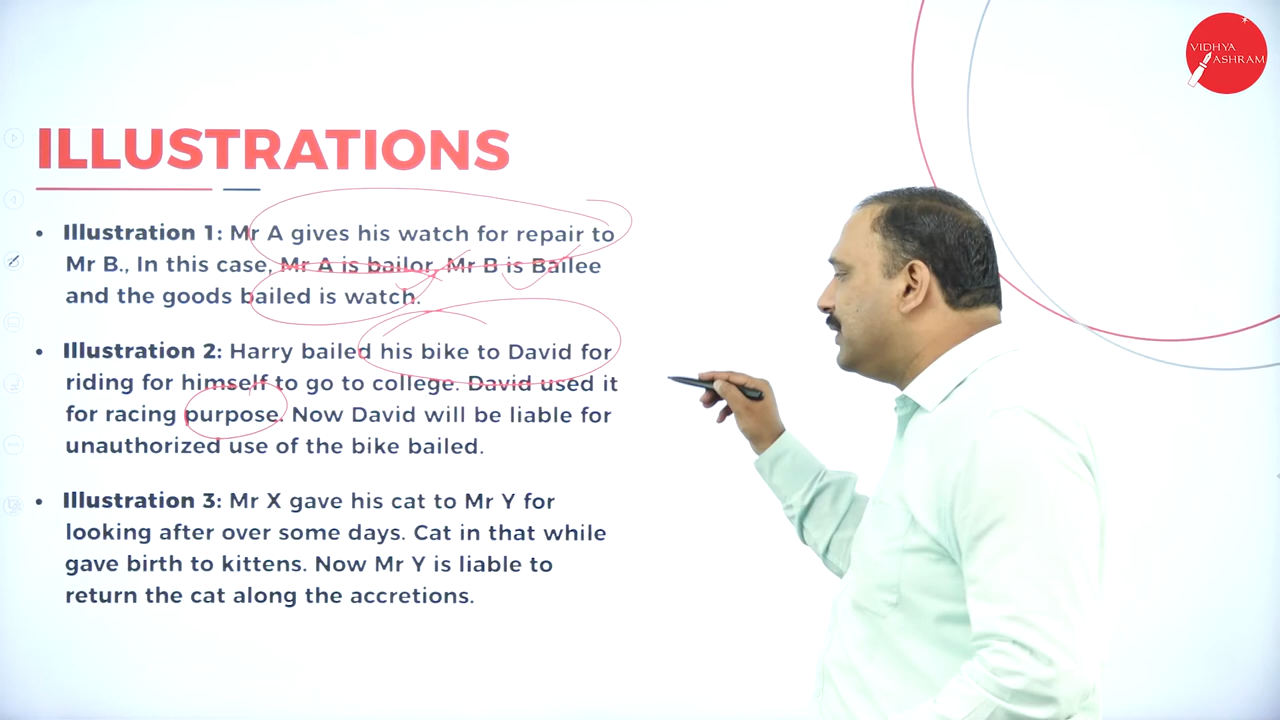 VIDHYA
ASHRAM
ILLUSTRATIONS
• Illustration 1: Mr A gives his watch for repair to
Mr B., In this case, Mr A is bailor, Mr B is Bailee
and the goods bailed is watch.
• Illustration 2: Harry bailed his bike to David for
riding for himself to go to college. David used it
for racing purpose. Now David will be liable for
unauthorized use of the bike bailed.
• Illustration 3: Mr X gave his cat to Mr Y for
looking after over some days. Cat in that while
gave birth to kittens. Now Mr Y is liable to
return the cat along the accretions.